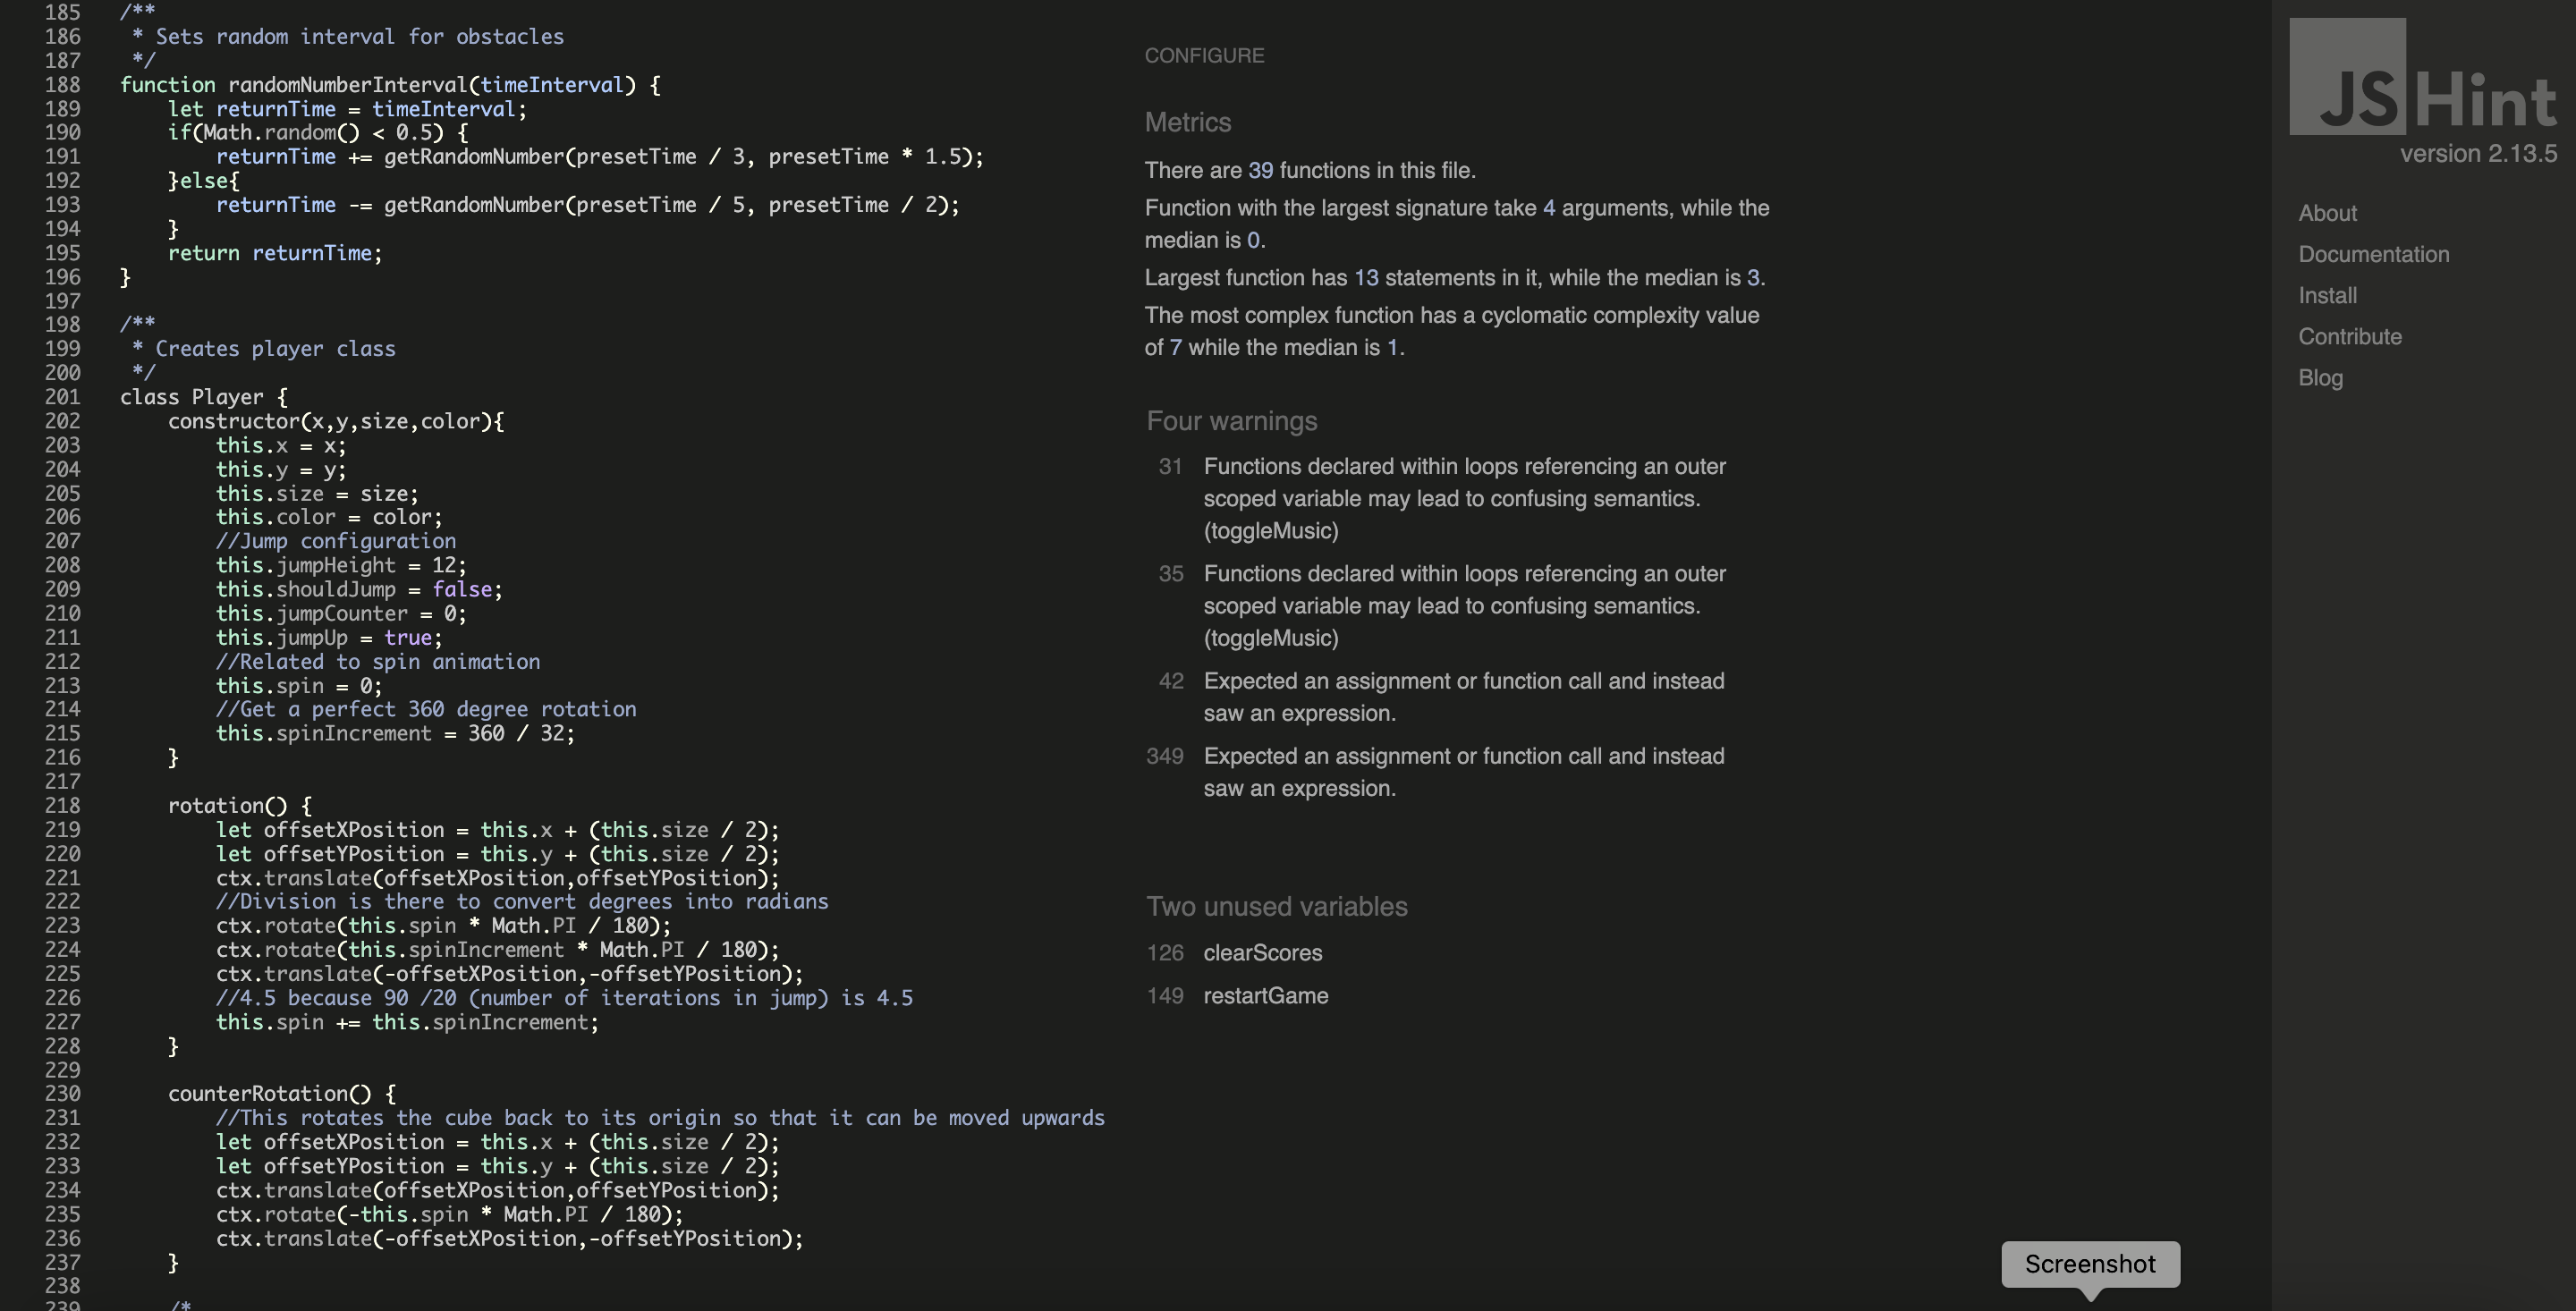 185 /**
186  * Sets random interval for obstacles
187  */
188 function randomNumberInterval(timeInterval) {
189     let returnTime = timeInterval;
190     if(Math.random() < 0.5) {
191         returnTime += getRandomNumber(presetTime / 3, presetTime * 1.5);
192     }else{
193         returnTime -= getRandomNumber(presetTime / 5, presetTime / 2);
194     }
195     return returnTime;
196 }
197
198 /**
199  * Creates player class
200  */
201 class Player {
202     constructor(x,y,size,color){
203         this.x = x;
204         this.y = y;
205         this.size = size;
206         this.color = color;
207         //Jump configuration
208         this.jumpHeight = 12;
209         this.shouldJump = false;
210         this.jumpCounter = 0;
211         this.jumpUp = true;
212         //Related to spin animation
213         this.spin = 0;
214         //Get a perfect 360 degree rotation
215         this.spinIncrement = 360 / 32;
216     }
217
218     rotation() {
219         let offsetXPosition = this.x + (this.size / 2);
220         let offsetYPosition = this.y + (this.size / 2);
221         ctx.translate(offsetXPosition,offsetYPosition);
222         //Division is there to convert degrees into radians
223         ctx.rotate(this.spin * Math.PI / 180);
224         ctx.rotate(this.spinIncrement * Math.PI / 180);
225         ctx.translate(-offsetXPosition,-offsetYPosition);
226         //4.5 because 90 /20 (number of iterations in jump) is 4.5
227         this.spin += this.spinIncrement;
228     }
229
230     counterRotation() {
231         //This rotates the cube back to its origin so that it can be moved upwards
232         let offsetXPosition = this.x + (this.size / 2);
233         let offsetYPosition = this.y + (this.size / 2);
234         ctx.translate(offsetXPosition,offsetYPosition);
235         ctx.rotate(-this.spin * Math.PI / 180);
236         ctx.translate(-offsetXPosition,-offsetYPosition);
237     }
238
239     /*
CONFIGURE
Metrics
There are 39 functions in this file.
Function with the largest signature take 4 arguments, while the
median is 0.
Largest function has 13 statements in it, while the median is 3.
The most complex function has a cyclomatic complexity value
of 7 while the median is 1.
Four warnings
31 Functions declared within loops referencing an outer
scoped variable may lead to confusing semantics.
(toggleMusic)
35 Functions declared within loops referencing an outer
scoped variable may lead to confusing semantics.
(toggleMusic)
42 Expected an assignment or function call and instead
saw an expression.
349 Expected an assignment or function call and instead
saw an expression.
Two unused variables
126 clearScores
149 restartGame
JSHint
version 2.13.5
About
Documentation
Install
Contribute
Blog
Screenshot